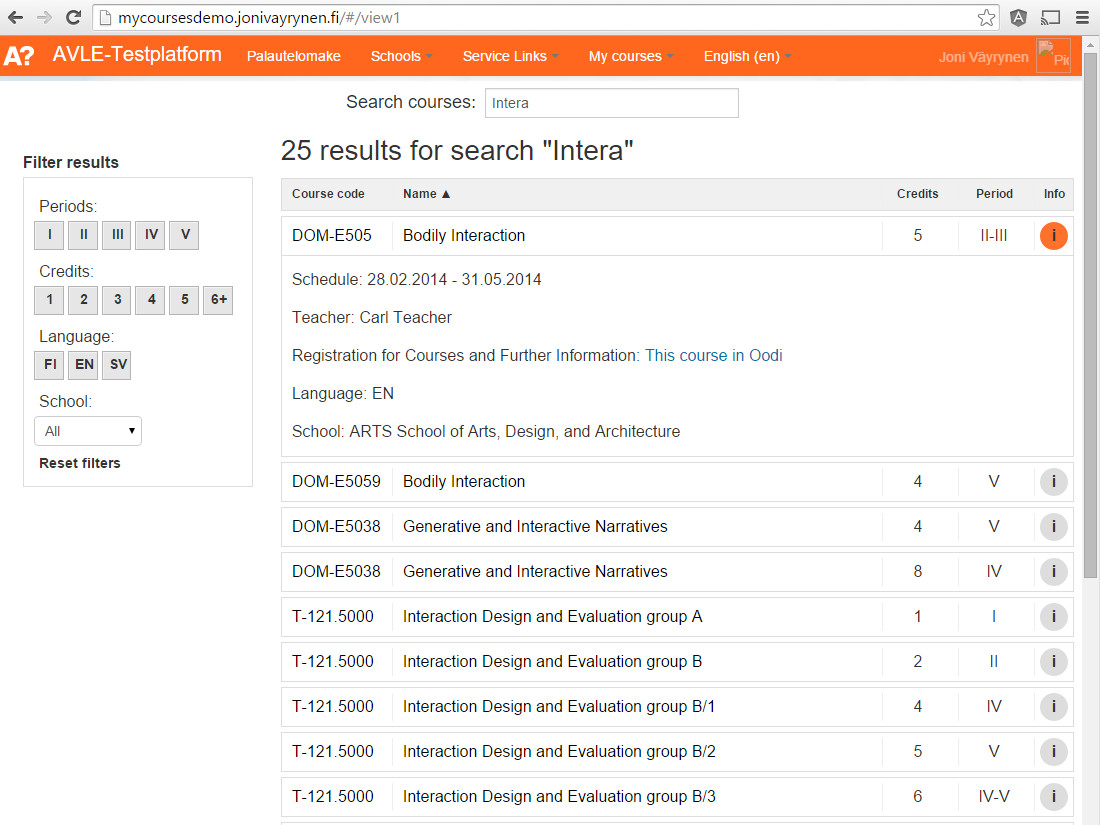 mycoursesdemo.jonivayrynen.fi/#/view1
A? AVLE-Testplatform Palautelomake Schools Service Links My courses English (en) Joni Väyrynen Pi
Search courses: Intera
25 results for search "Intera"
Filter results
Periods:
I II III IV V
Credits:
1 2 3 4 5 6+
Language:
FI EN SV
School:
All
Reset filters
Course code Name ▲ Credits Period Info
DOM-E505 Bodily Interaction 5 II-III i
Schedule: 28.02.2014 - 31.05.2014
Teacher: Carl Teacher
Registration for Courses and Further Information: This course in Oodi
Language: EN
School: ARTS School of Arts, Design, and Architecture
DOM-E5059 Bodily Interaction 4 V i
DOM-E5038 Generative and Interactive Narratives 4 V i
DOM-E5038 Generative and Interactive Narratives 8 IV i
T-121.5000 Interaction Design and Evaluation group A 1 I i
T-121.5000 Interaction Design and Evaluation group B 2 II i
T-121.5000 Interaction Design and Evaluation group B/1 4 IV i
T-121.5000 Interaction Design and Evaluation group B/2 5 V i
T-121.5000 Interaction Design and Evaluation group B/3 6 IV-V i